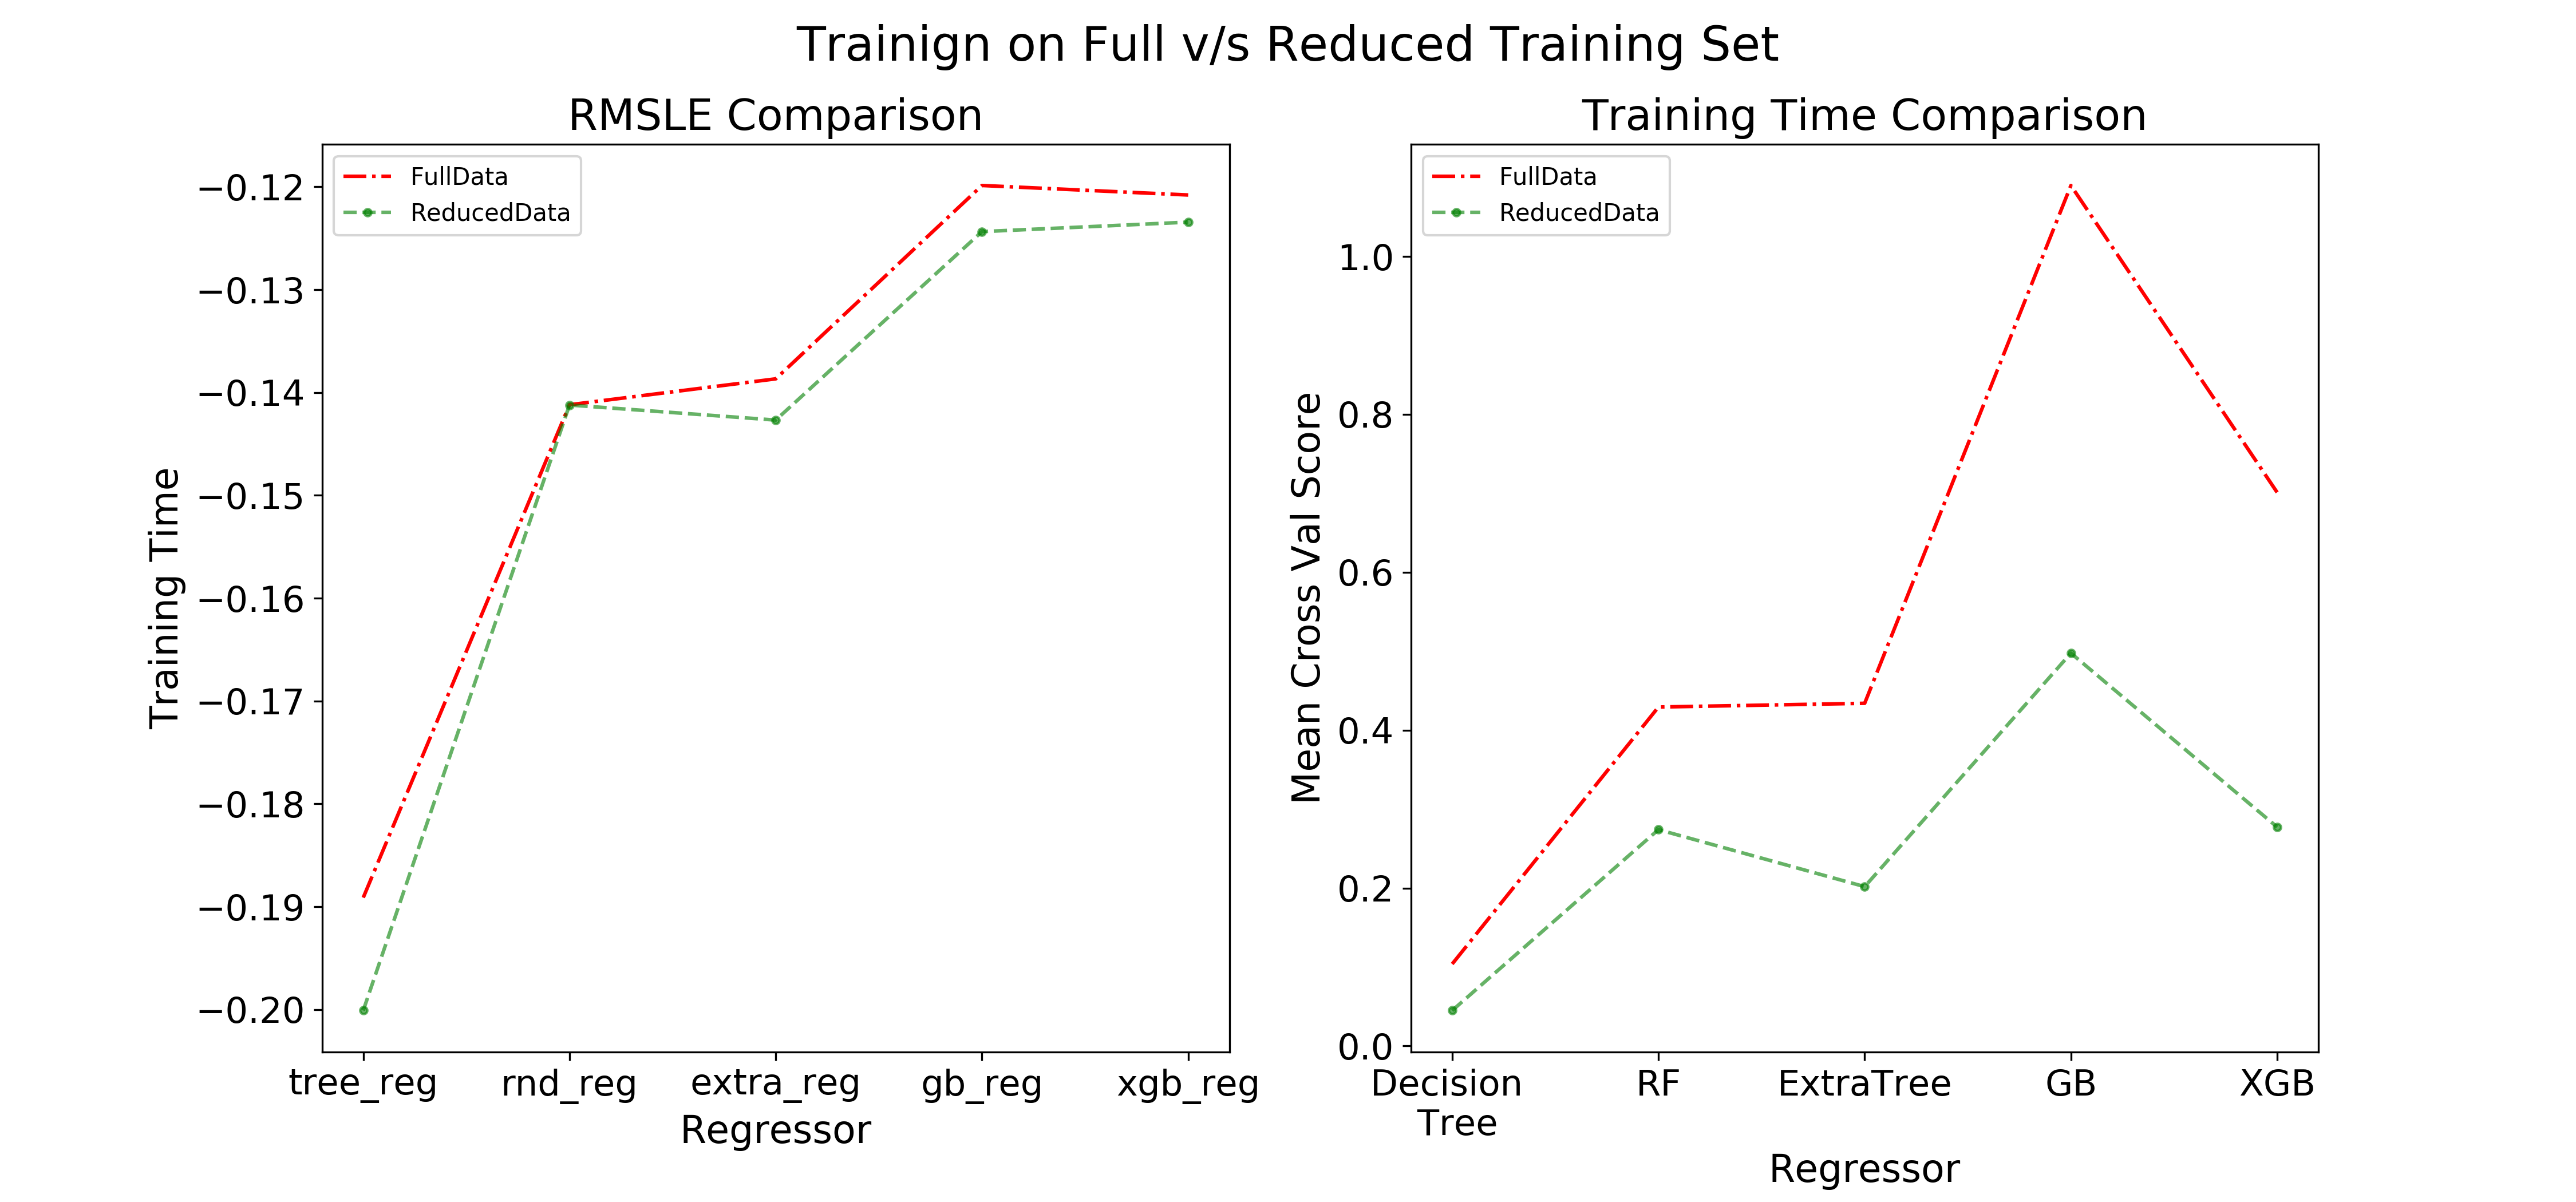 Trainign on Full v/s Reduced Training Set
RMSLE Comparison
FullData
ReducedData
Training Time
−0.12
−0.13
−0.14
−0.15
−0.16
−0.17
−0.18
−0.19
−0.20
tree_reg
rnd_reg
extra_reg
gb_reg
xgb_reg
Regressor
Training Time Comparison
FullData
ReducedData
Mean Cross Val Score
1.0
0.8
0.6
0.4
0.2
0.0
Decision
Tree
RF
ExtraTree
GB
XGB
Regressor